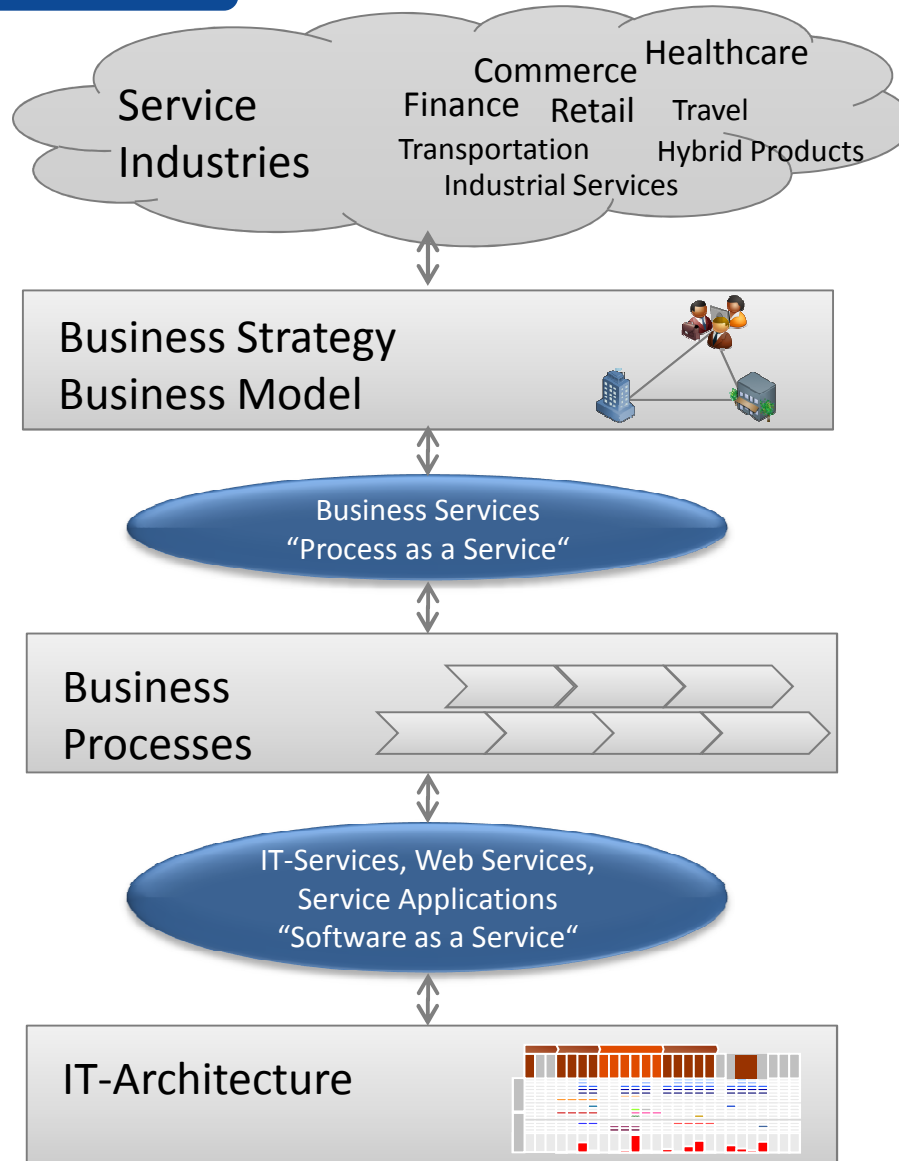 Service
Industries
Healthcare
Commerce
Finance
Retail
Travel
Transportation
Hybrid Products
Industrial Services
Business Strategy
Business Model
Business Services
“Process as a Service“
Business
Processes
IT-Services, Web Services,
Service Applications
“Software as a Service“
IT-Architecture